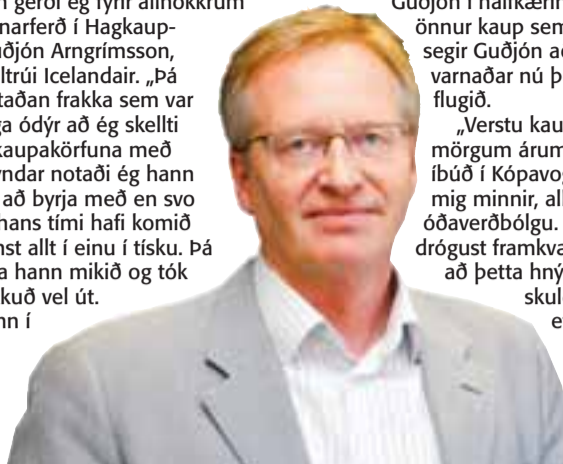 gerði ég fyrir allnokkrum
narferð í Hagkaup-
ðjón Arngrímsson,
ltrúi Icelandair. „Þá
taðan frakka sem var
ga ódýr að ég skellti
kaupakörfuna með
yndar notaði ég hann
að byrja með en svo
hans tími hafi komið
nst allt í einu í tísku. Þá
a hann mikið og tók
kuð vel út.
nn í
Guðjón í hálfkæri
önnur kaup sem
segir Guðjón að
varnaðar nú þ
flugið.
„Verstu kau
mörgum árum
íbúð í Kópavog
mig minnir, al
óðaverðbólgu.
drógust framkva
að þetta hný
skul
e